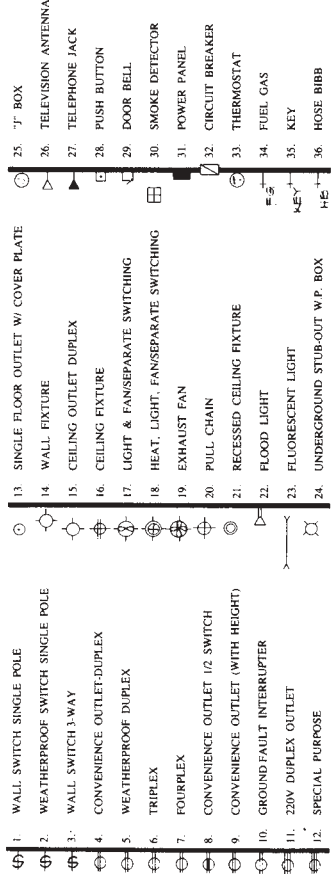 1. WALL SWITCH SINGLE POLE
2. WEATHERPROOF SWITCH SINGLE POLE
3. WALL SWITCH 3-WAY
4. CONVENIENCE OUTLET-DUPLEX
5. WEATHERPROOF DUPLEX
6. TRIPLEX
7. FOURPLEX
8. CONVENIENCE OUTLET 1/2 SWITCH
9. CONVENIENCE OUTLET (WITH HEIGHT)
10. GROUND FAULT INTERRUPTER
11. 220V DUPLEX OUTLET
12. SPECIAL PURPOSE
13. SINGLE FLOOR OUTLET W/ COVER PLATE
14. WALL FIXTURE
15. CEILING OUTLET DUPLEX
16. CEILING FIXTURE
17. LIGHT & FAN/SEPARATE SWITCHING
18. HEAT, LIGHT, FAN/SEPARATE SWITCHING
19. EXHAUST FAN
20. PULL CHAIN
21. RECESSED CEILING FIXTURE
22. FLOOD LIGHT
23. FLUORESCENT LIGHT
24. UNDERGROUND STUB-OUT W.P. BOX
25. "J" BOX
26. TELEVISION ANTENNA
27. TELEPHONE JACK
28. PUSH BUTTON
29. DOOR BELL
30. SMOKE DETECTOR
31. POWER PANEL
32. CIRCUIT BREAKER
33. THERMOSTAT
FG 34. FUEL GAS
KEY 35. KEY
HB 36. HOSE BIBB